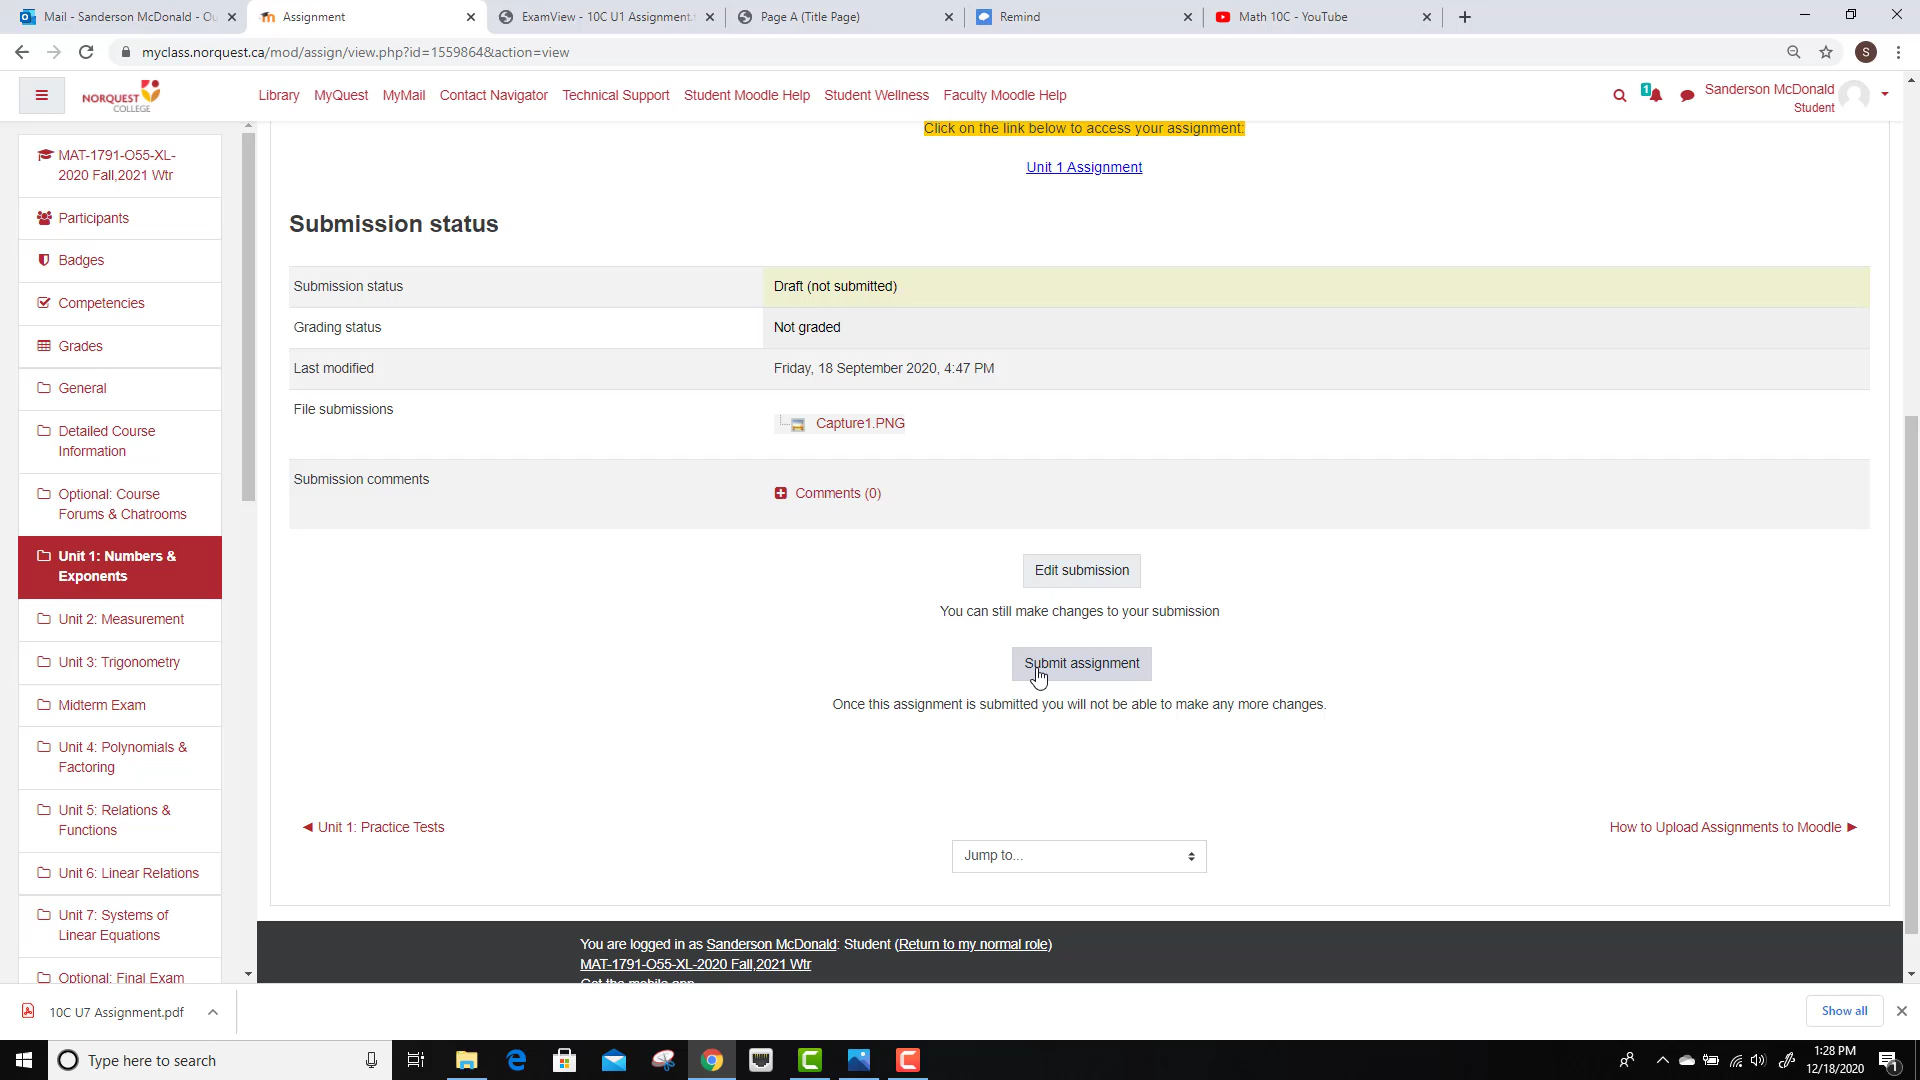 Mail - Sanderson McDonald - Ou
Assignment
ExamView - 10C U1 Assignment.
Page A (Title Page)
Remind
Math 10C - YouTube
myclass.norquest.ca/mod/assign/view.php?id=1559864&action=view
S
NORQUEST
COLLEGE
Library
MyQuest
MyMail
Contact Navigator
Technical Support
Student Moodle Help
Student Wellness
Faculty Moodle Help
1
Sanderson McDonald
Student
MAT-1791-O55-XL-
2020 Fall,2021 Wtr
Participants
Badges
Competencies
Grades
General
Detailed Course
Information
Optional: Course
Forums & Chatrooms
Unit 1: Numbers &
Exponents
Unit 2: Measurement
Unit 3: Trigonometry
Midterm Exam
Unit 4: Polynomials &
Factoring
Unit 5: Relations &
Functions
Unit 6: Linear Relations
Unit 7: Systems of
Linear Equations
Optional: Final Exam
Click on the link below to access your assignment:
Unit 1 Assignment
Submission status
Submission status Draft (not submitted)
Grading status Not graded
Last modified Friday, 18 September 2020, 4:47 PM
File submissions
Capture1.PNG
Submission comments
Comments (0)
Edit submission
You can still make changes to your submission
Submit assignment
Once this assignment is submitted you will not be able to make any more changes.
◀ Unit 1: Practice Tests
How to Upload Assignments to Moodle ▶
Jump to...
You are logged in as Sanderson McDonald: Student (Return to my normal role)
MAT-1791-O55-XL-2020 Fall,2021 Wtr
Get the mobile app
10C U7 Assignment.pdf
Show all
Type here to search
1:28 PM
12/18/2020
1